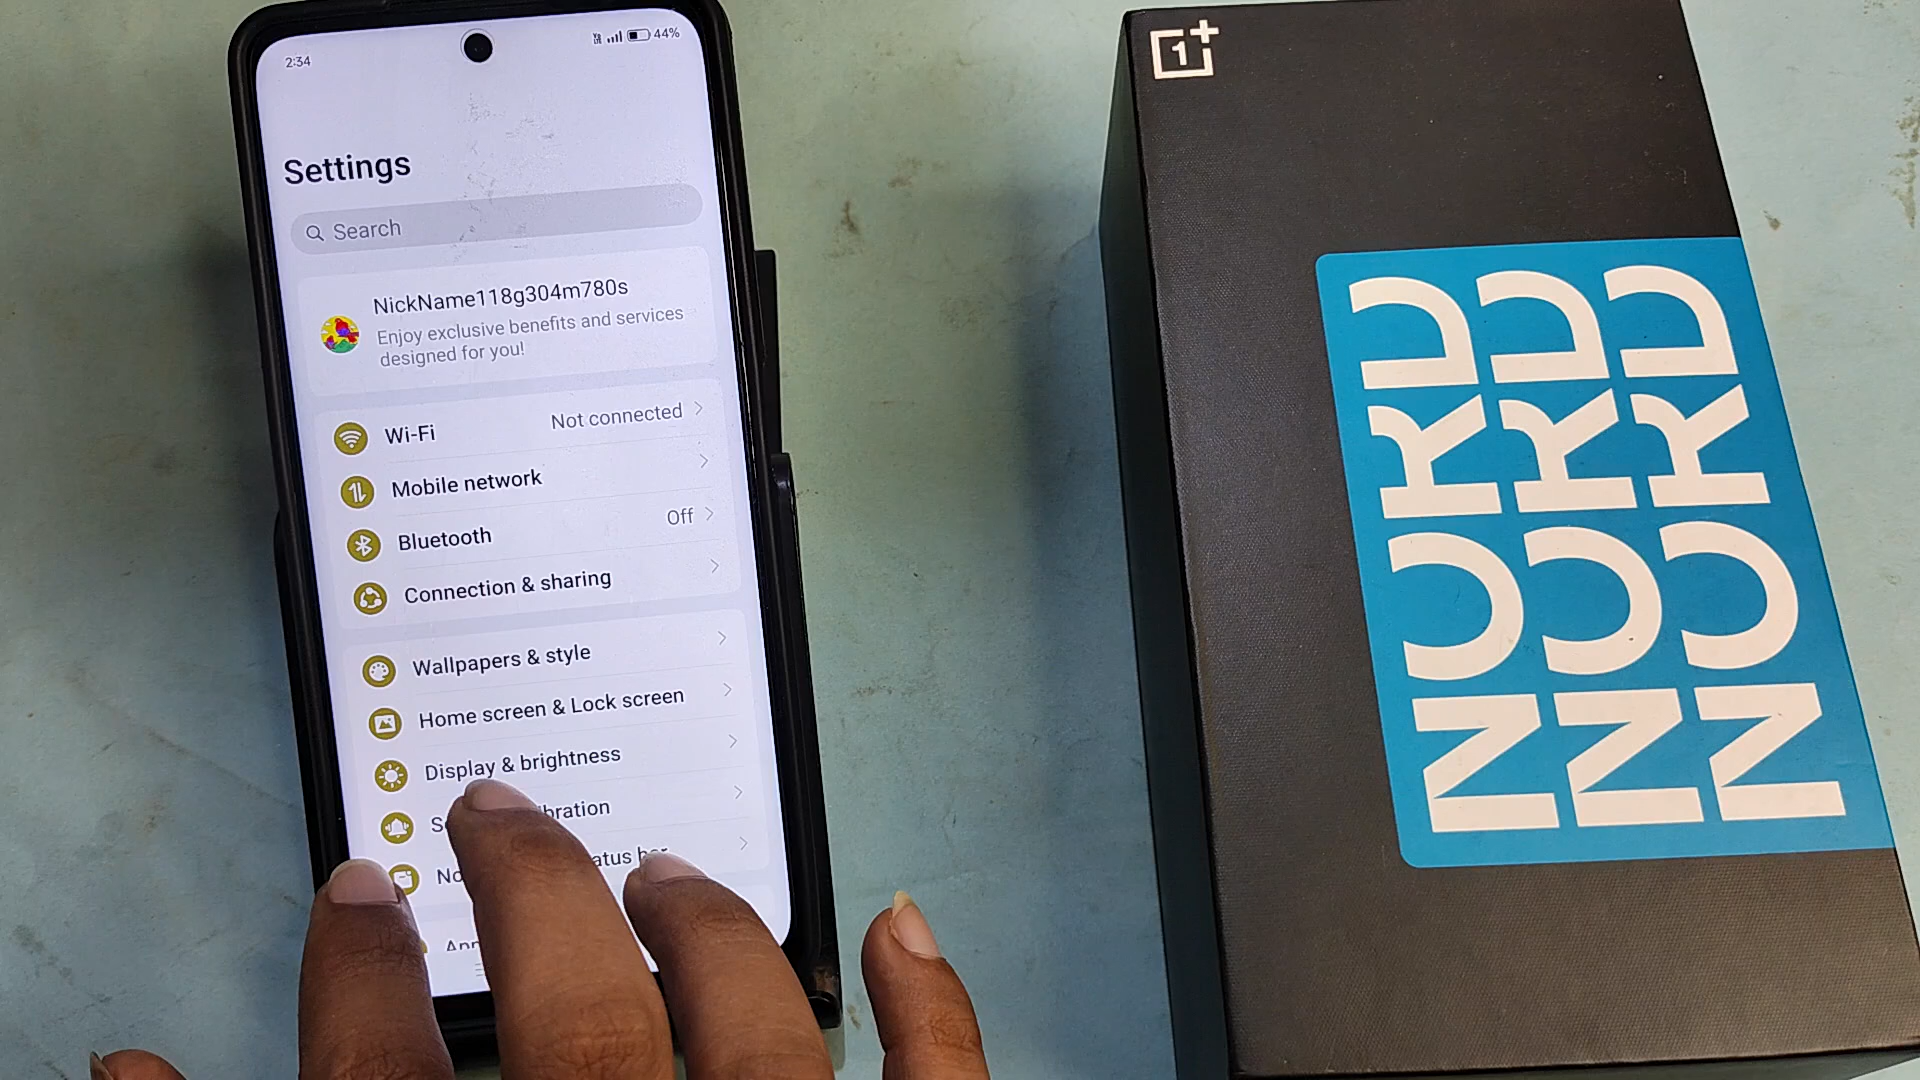 2:34
44%
Settings
Search
NickName118g304m780s
Enjoy exclusive benefits and services
designed for you!
Wi-Fi Not connected
Mobile network
Bluetooth Off
Connection & sharing
Wallpapers & style
Home screen & Lock screen
Display & brightness
1+
NORD
NORD
NORD